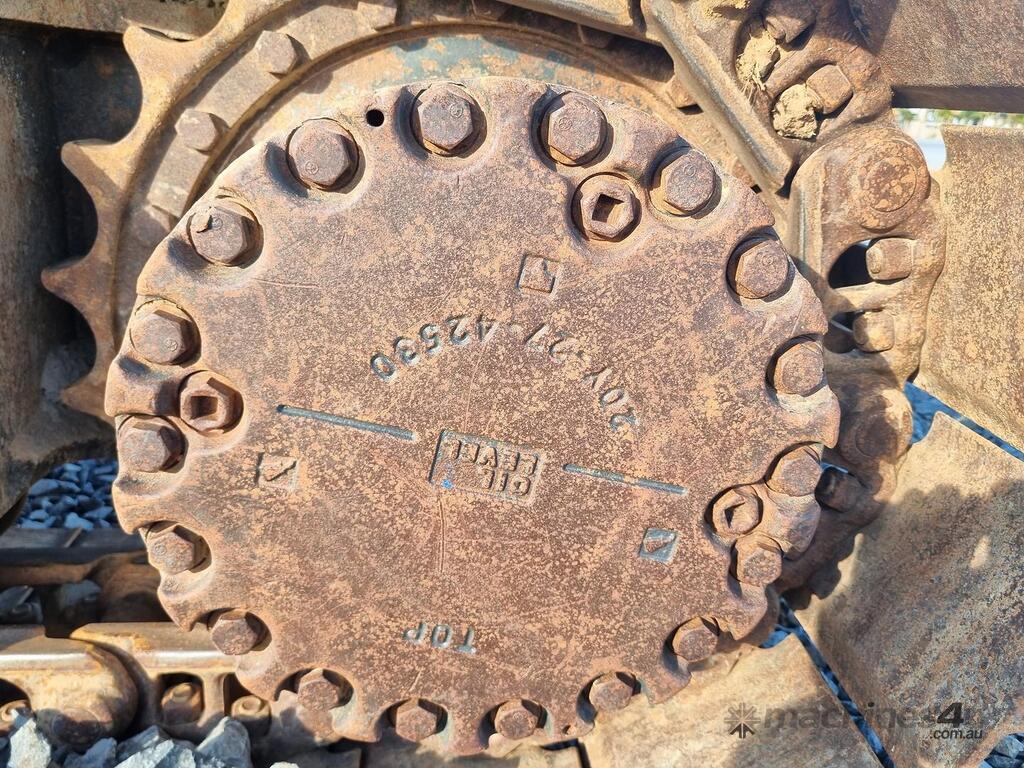 20Y-27-42530
OIL
LEVEL
TOP
machines4u
.com.au